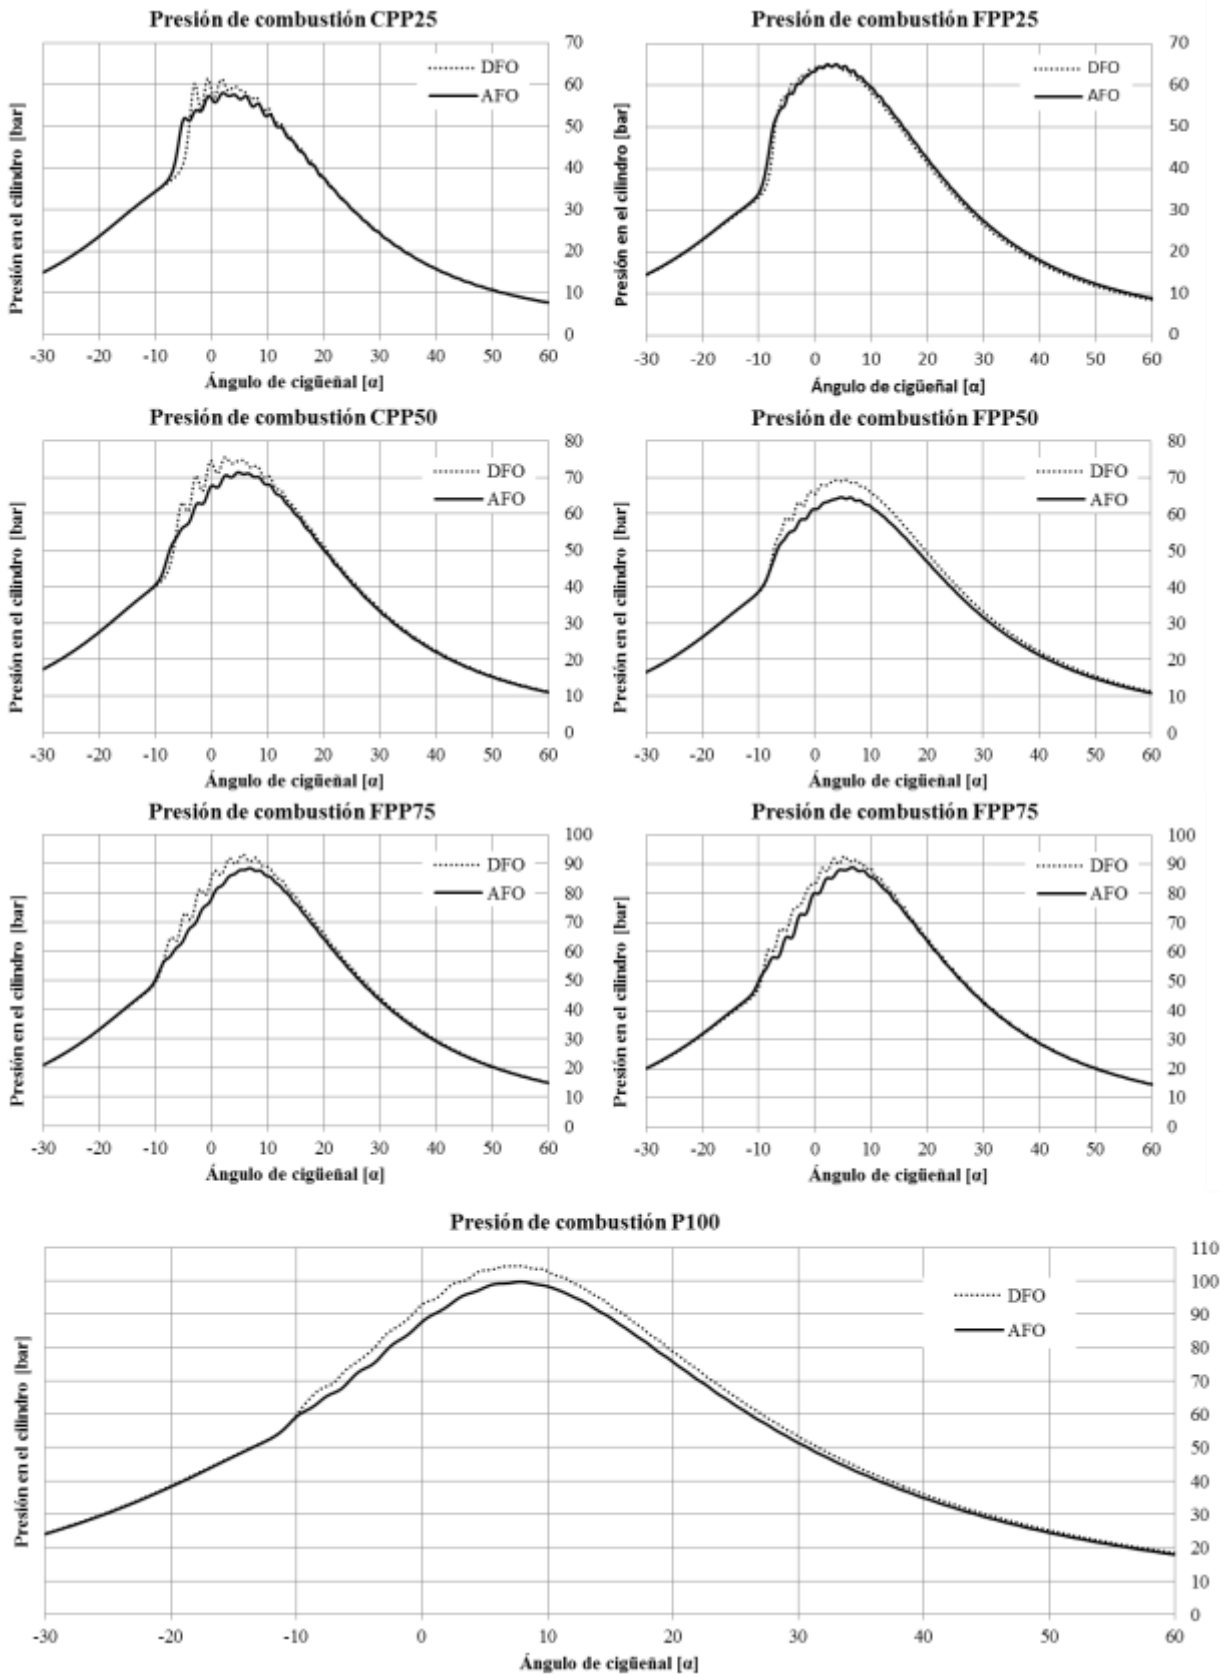 Presión de combustión CPP25
Presión en el cilindro [bar]
DFO
AFO
70
60
50
40
30
20
10
0
-30 -20 -10 0 10 20 30 40 50 60
Ángulo de cigüeñal [α]
Presión de combustión FPP25
Presión en el cilindro [bar]
DFO
AFO
70
60
50
40
30
20
10
0
-30 -20 -10 0 10 20 30 40 50 60
Ángulo de cigüeñal [α]
Presión de combustión CPP50
Presión en el cilindro [bar]
DFO
AFO
80
70
60
50
40
30
20
10
0
-30 -20 -10 0 10 20 30 40 50 60
Ángulo de cigüeñal [α]
Presión de combustión FPP50
Presión en el cilindro [bar]
DFO
AFO
80
70
60
50
40
30
20
10
0
-30 -20 -10 0 10 20 30 40 50 60
Ángulo de cigüeñal [α]
Presión de combustión FPP75
Presión en el cilindro [bar]
DFO
AFO
100
90
80
70
60
50
40
30
20
10
0
-30 -20 -10 0 10 20 30 40 50 60
Ángulo de cigüeñal [α]
Presión de combustión FPP75
Presión en el cilindro [bar]
DFO
AFO
100
90
80
70
60
50
40
30
20
10
0
-30 -20 -10 0 10 20 30 40 50 60
Ángulo de cigüeñal [α]
Presión de combustión P100
Presión en el cilindro [bar]
DFO
AFO
110
100
90
80
70
60
50
40
30
20
10
0
-30 -20 -10 0 10 20 30 40 50 60
Ángulo de cigüeñal [α]